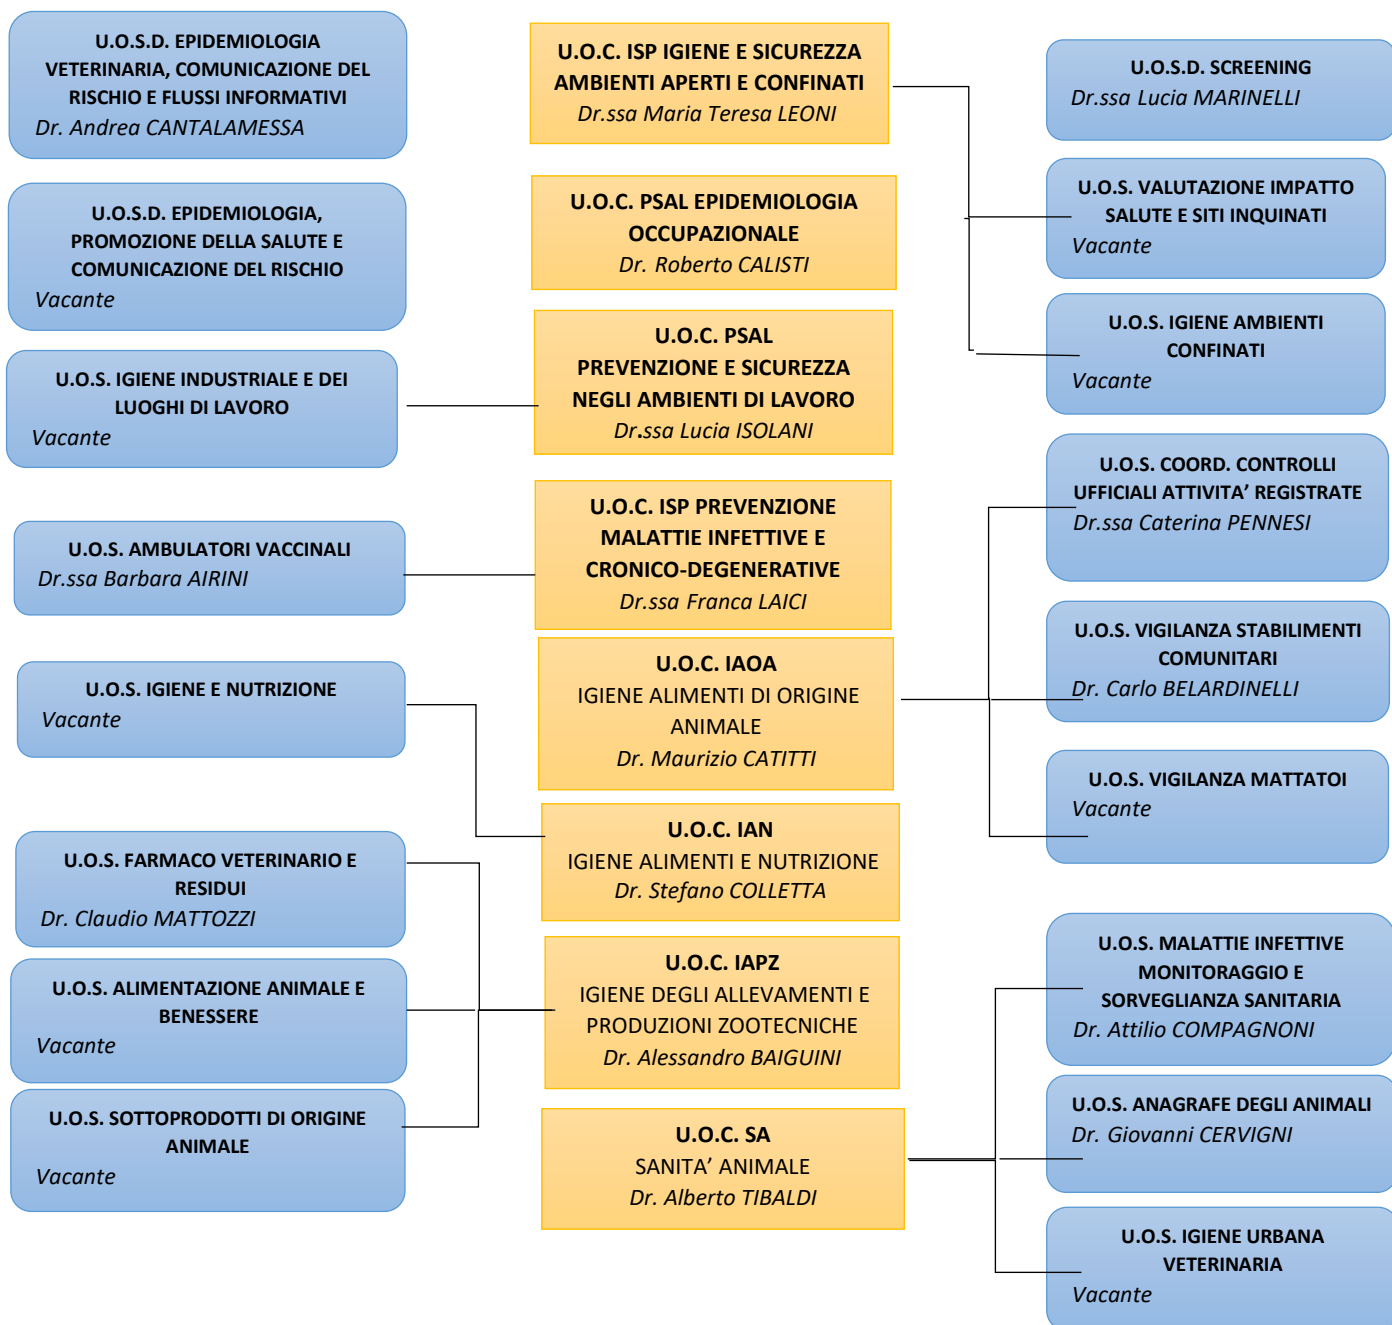 U.O.S.D. EPIDEMIOLOGIA
VETERINARIA, COMUNICAZIONE DEL
RISCHIO E FLUSSI INFORMATIVI
Dr. Andrea CANTALAMESSA
U.O.S.D. EPIDEMIOLOGIA,
PROMOZIONE DELLA SALUTE E
COMUNICAZIONE DEL RISCHIO
Vacante
U.O.S. IGIENE INDUSTRIALE E DEI
LUOGHI DI LAVORO
Vacante
U.O.S. AMBULATORI VACCINALI
Dr.ssa Barbara AIRINI
U.O.S. IGIENE E NUTRIZIONE
Vacante
U.O.S. FARMACO VETERINARIO E
RESIDUI
Dr. Claudio MATTOZZI
U.O.S. ALIMENTAZIONE ANIMALE E
BENESSERE
Vacante
U.O.S. SOTTOPRODOTTI DI ORIGINE
ANIMALE
Vacante
U.O.C. ISP IGIENE E SICUREZZA
AMBIENTI APERTI E CONFINATI
Dr.ssa Maria Teresa LEONI
U.O.C. PSAL EPIDEMIOLOGIA
OCCUPAZIONALE
Dr. Roberto CALISTI
U.O.C. PSAL
PREVENZIONE E SICUREZZA
NEGLI AMBIENTI DI LAVORO
Dr.ssa Lucia ISOLANI
U.O.C. ISP PREVENZIONE
MALATTIE INFETTIVE E
CRONICO-DEGENERATIVE
Dr.ssa Franca LAICI
U.O.C. IAOA
IGIENE ALIMENTI DI ORIGINE
ANIMALE
Dr. Maurizio CATITTI
U.O.C. IAN
IGIENE ALIMENTI E NUTRIZIONE
Dr. Stefano COLLETTA
U.O.C. IAPZ
IGIENE DEGLI ALLEVAMENTI E
PRODUZIONI ZOOTECNICHE
Dr. Alessandro BAIGUINI
U.O.C. SA
SANITA’ ANIMALE
Dr. Alberto TIBALDI
U.O.S.D. SCREENING
Dr.ssa Lucia MARINELLI
U.O.S. VALUTAZIONE IMPATTO
SALUTE E SITI INQUINATI
Vacante
U.O.S. IGIENE AMBIENTI
CONFINATI
Vacante
U.O.S. COORD. CONTROLLI
UFFICIALI ATTIVITA’ REGISTRATE
Dr.ssa Caterina PENNESI
U.O.S. VIGILANZA STABILIMENTI
COMUNITARI
Dr. Carlo BELARDINELLI
U.O.S. VIGILANZA MATTATOI
Vacante
U.O.S. MALATTIE INFETTIVE
MONITORAGGIO E
SORVEGLIANZA SANITARIA
Dr. Attilio COMPAGNONI
U.O.S. ANAGRAFE DEGLI ANIMALI
Dr. Giovanni CERVIGNI
U.O.S. IGIENE URBANA
VETERINARIA
Vacante